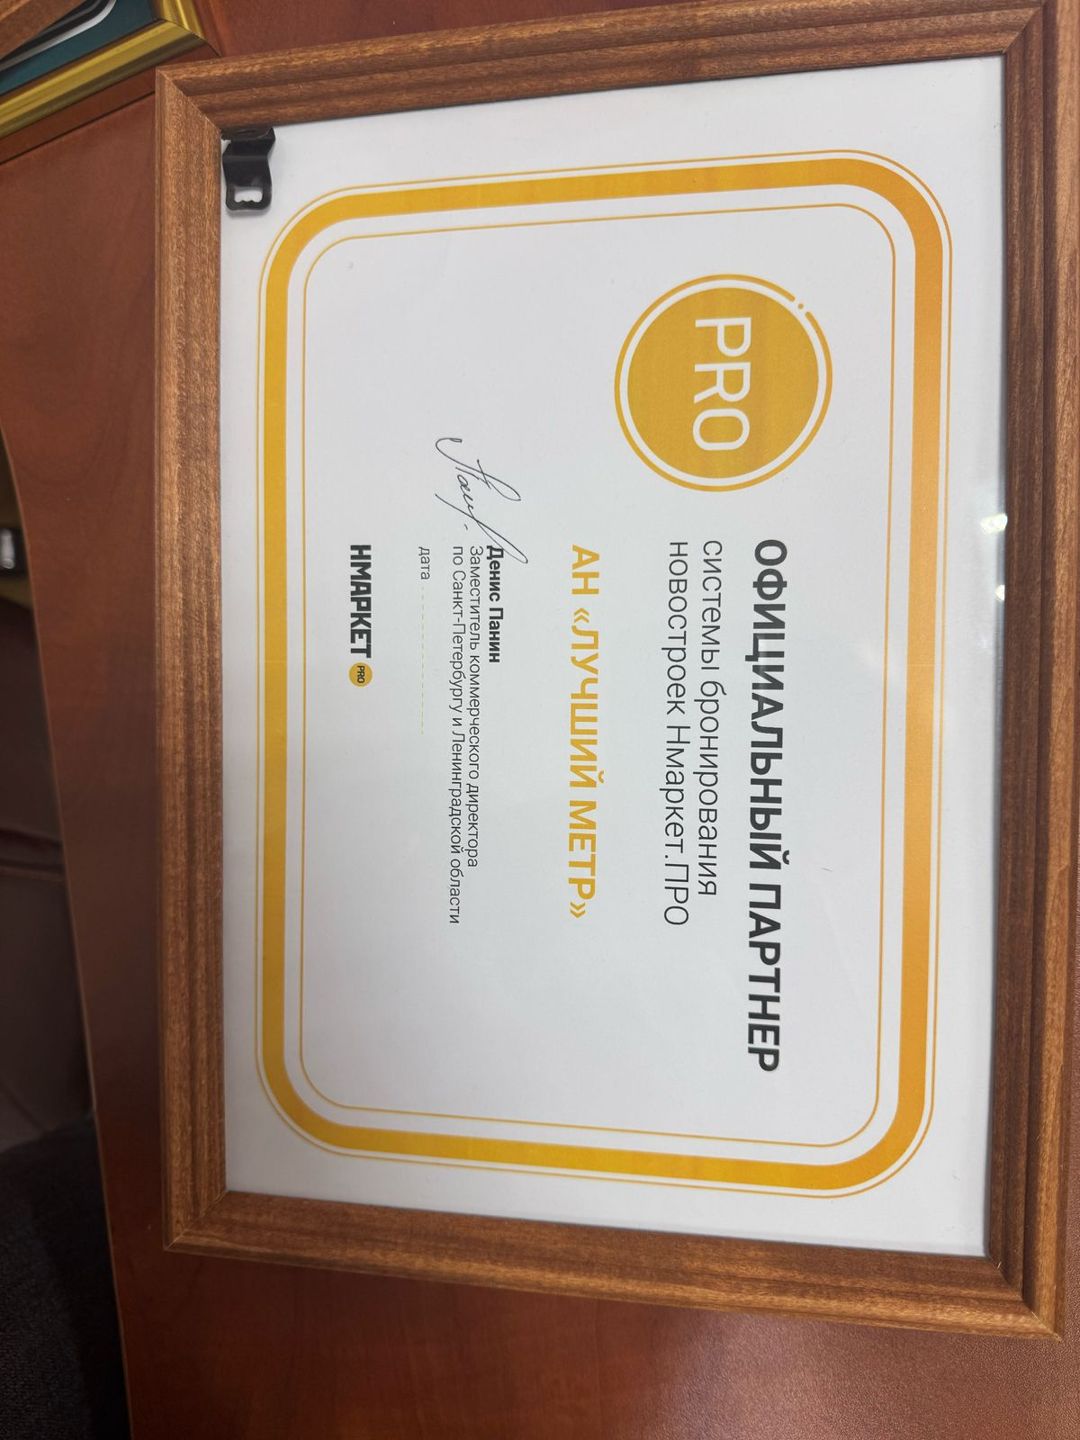 PRO
ОФИЦИАЛЬНЫЙ ПАРТНЕР
системы бронирования
новостроек Нмаркет.ПРО
АН «ЛУЧШИЙ МЕТР»
Денис Панин
Заместитель коммерческого директора
по Санкт-Петербургу и Ленинградской области
дата
НМАРКЕТ PRO